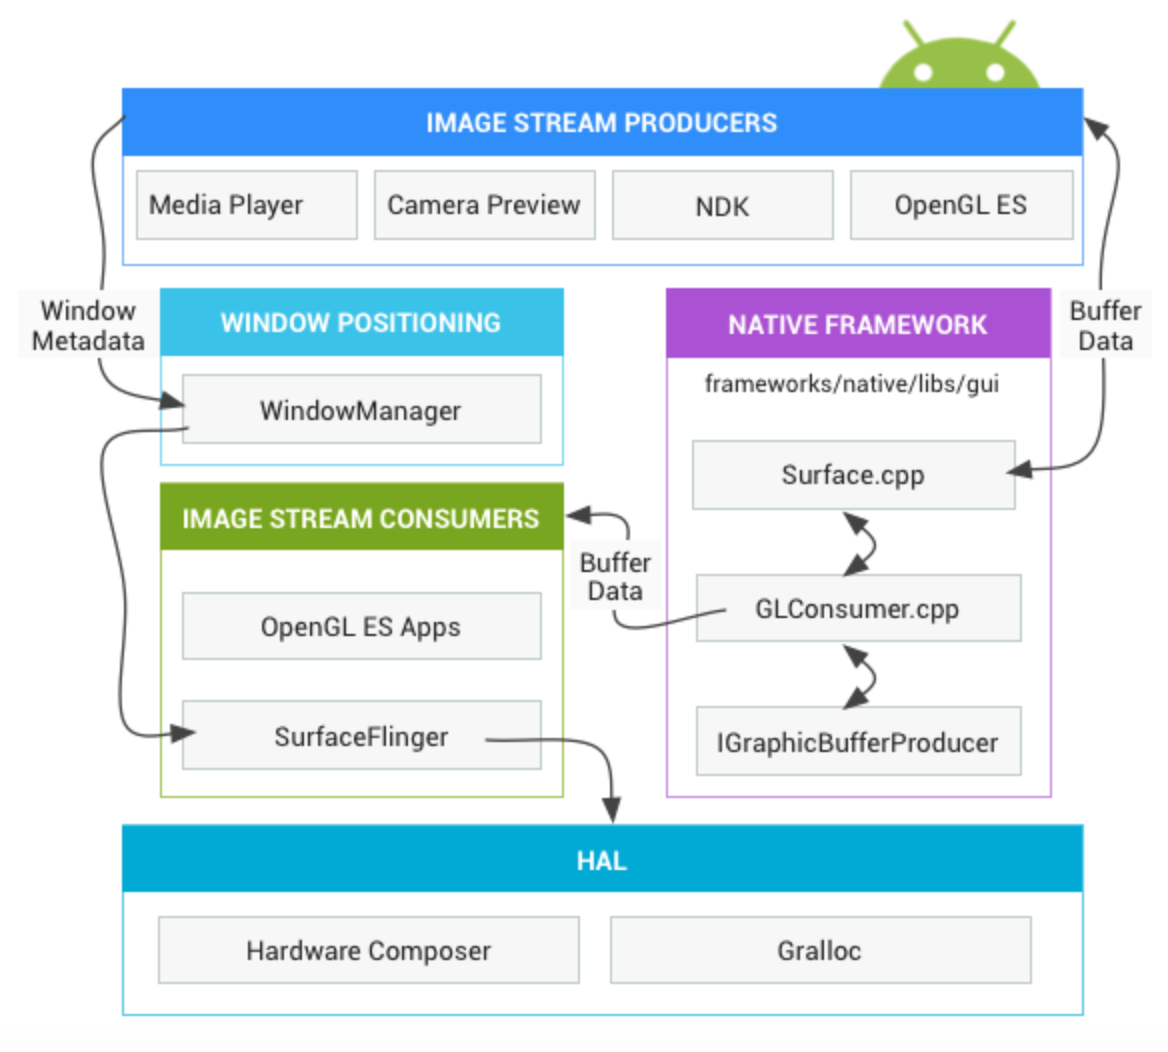 IMAGE STREAM PRODUCERS
Media Player
Camera Preview
NDK
OpenGL ES
Window
Metadata
WINDOW POSITIONING
WindowManager
NATIVE FRAMEWORK
frameworks/native/libs/gui
Buffer
Data
Surface.cpp
IMAGE STREAM CONSUMERS
Buffer
Data
OpenGL ES Apps
GLConsumer.cpp
SurfaceFlinger
IGraphicBufferProducer
HAL
Hardware Composer
Gralloc